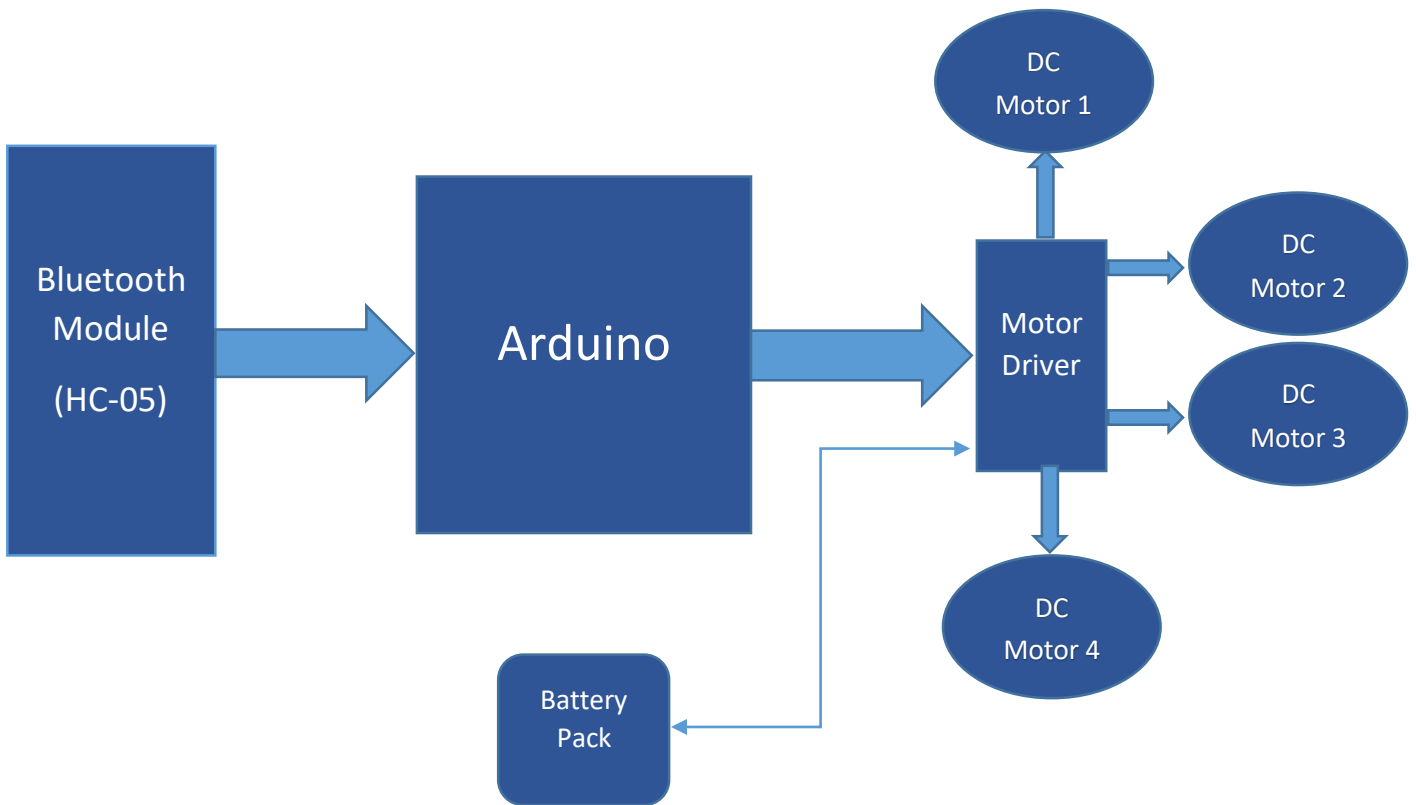 Bluetooth
Module
(HC-05)
Arduino
Motor
Driver
DC
Motor 1
DC
Motor 2
DC
Motor 3
DC
Motor 4
Battery
Pack